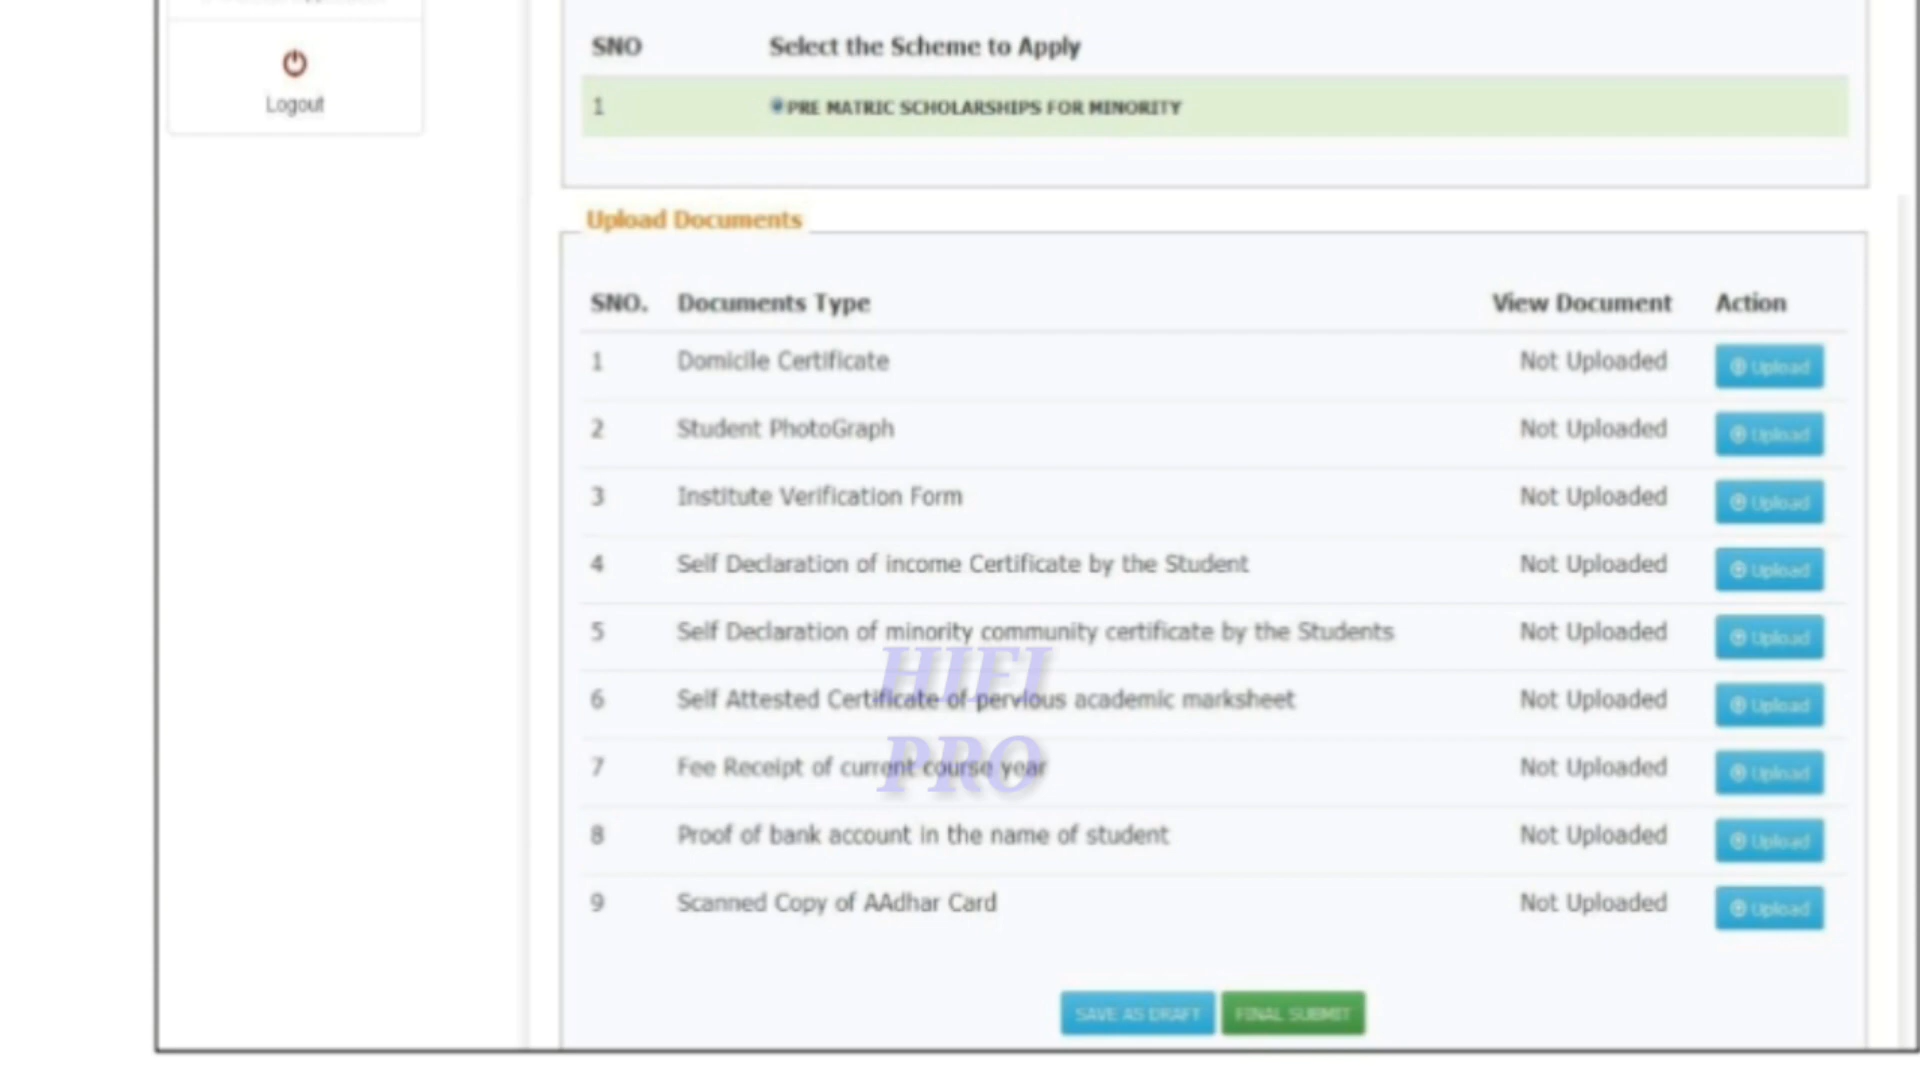 Logout
SNO Select the Scheme to Apply
1 PRE MATRIC SCHOLARSHIPS FOR MINORITY
Upload Documents
SNO. Documents Type View Document Action
1 Domicile Certificate Not Uploaded Upload
2 Student PhotoGraph Not Uploaded Upload
3 Institute Verification Form Not Uploaded Upload
4 Self Declaration of income Certificate by the Student Not Uploaded Upload
5 Self Declaration of minority community certificate by the Students Not Uploaded Upload
HIFI
6 Self Attested Certificate of pervious academic marksheet Not Uploaded Upload
PRO
7 Fee Receipt of current course year Not Uploaded Upload
8 Proof of bank account in the name of student Not Uploaded Upload
9 Scanned Copy of AAdhar Card Not Uploaded Upload
SAVE AS DRAFT FINAL SUBMIT